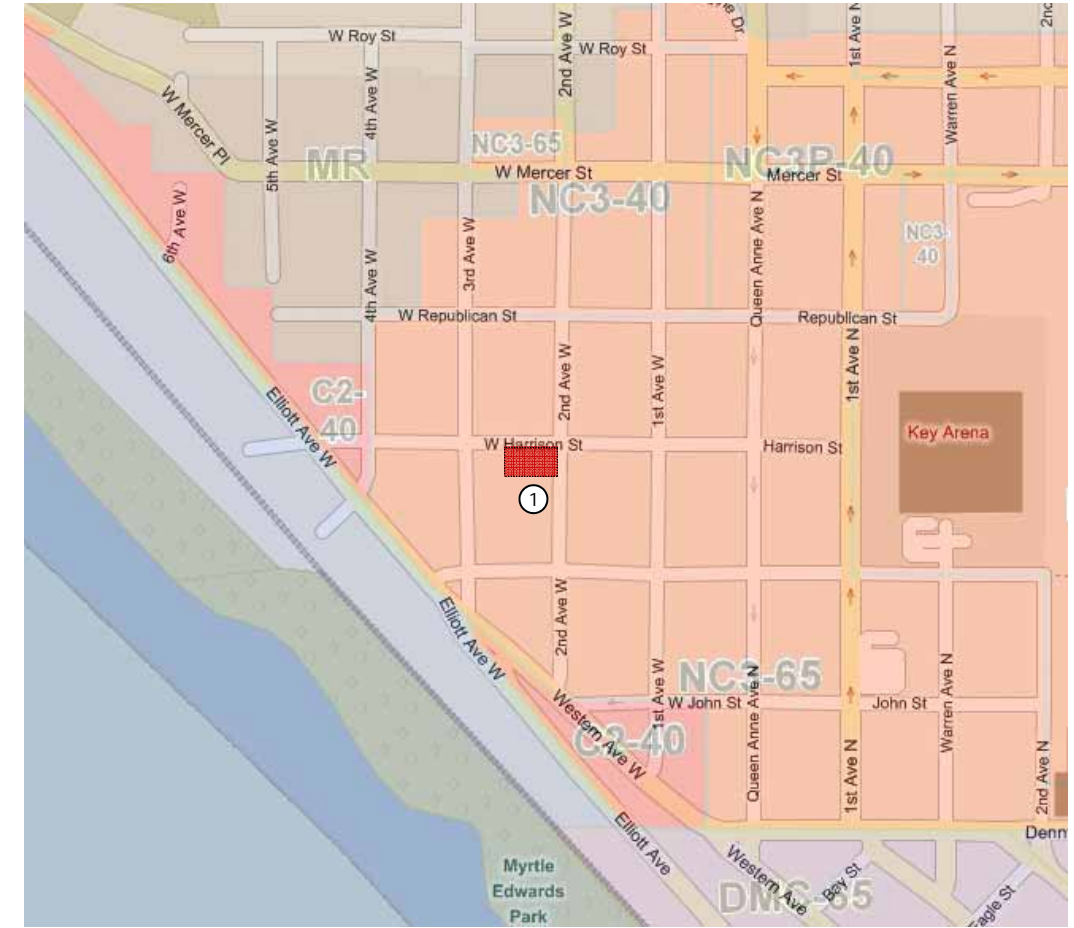 W Roy St
2nd Ave W
W Roy St
1st Ave N
Warren Ave N
W Mercer Pl
5th Ave W
4th Ave W
MR
NC3-65
W Mercer St
NC3-40
NC3P-40
Mercer St
6th Ave W
3rd Ave W
Queen Anne Ave N
NC3-
40
4th Ave W
W Republican St
Republican St
2nd Ave W
1st Ave W
1st Ave N
C2-
40
Elliott Ave W
W Harrison St
Harrison St
Key Arena
1
Elliott Ave W
2nd Ave W
1st Ave W
NC3-65
W John St
John St
Warren Ave N
Western Ave W
C2-40
Queen Anne Ave N
1st Ave N
2nd Ave N
Elliott Ave
Western Ave
Bay St
Eagle St
DMC-65
Myrtle
Edwards
Park